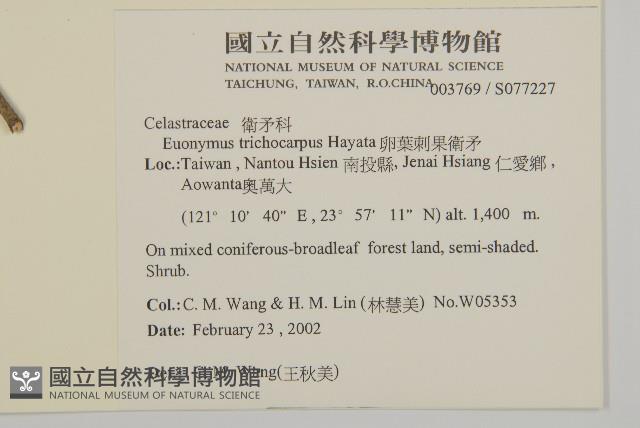 國立自然科學博物館
NATIONAL MUSEUM OF NATURAL SCIENCE
TAICHUNG, TAIWAN, R.O.CHINA
003769 / S077227
Celastraceae 衛矛科
Euonymus trichocarpus Hayata 卵葉刺果衛矛
Loc.:Taiwan , Nantou Hsien 南投縣, Jenai Hsiang 仁愛鄉 ,
Aowanta奧萬大
(121° 10' 40" E , 23° 57' 11" N) alt. 1,400 m.
On mixed coniferous-broadleaf forest land, semi-shaded.
Shrub.
Col.:C. M. Wang & H. M. Lin (林慧美) No.W05353
Date: February 23 , 2002
Wang(王秋美)
國立自然科學博物館
NATIONAL MUSEUM OF NATURAL SCIENCE